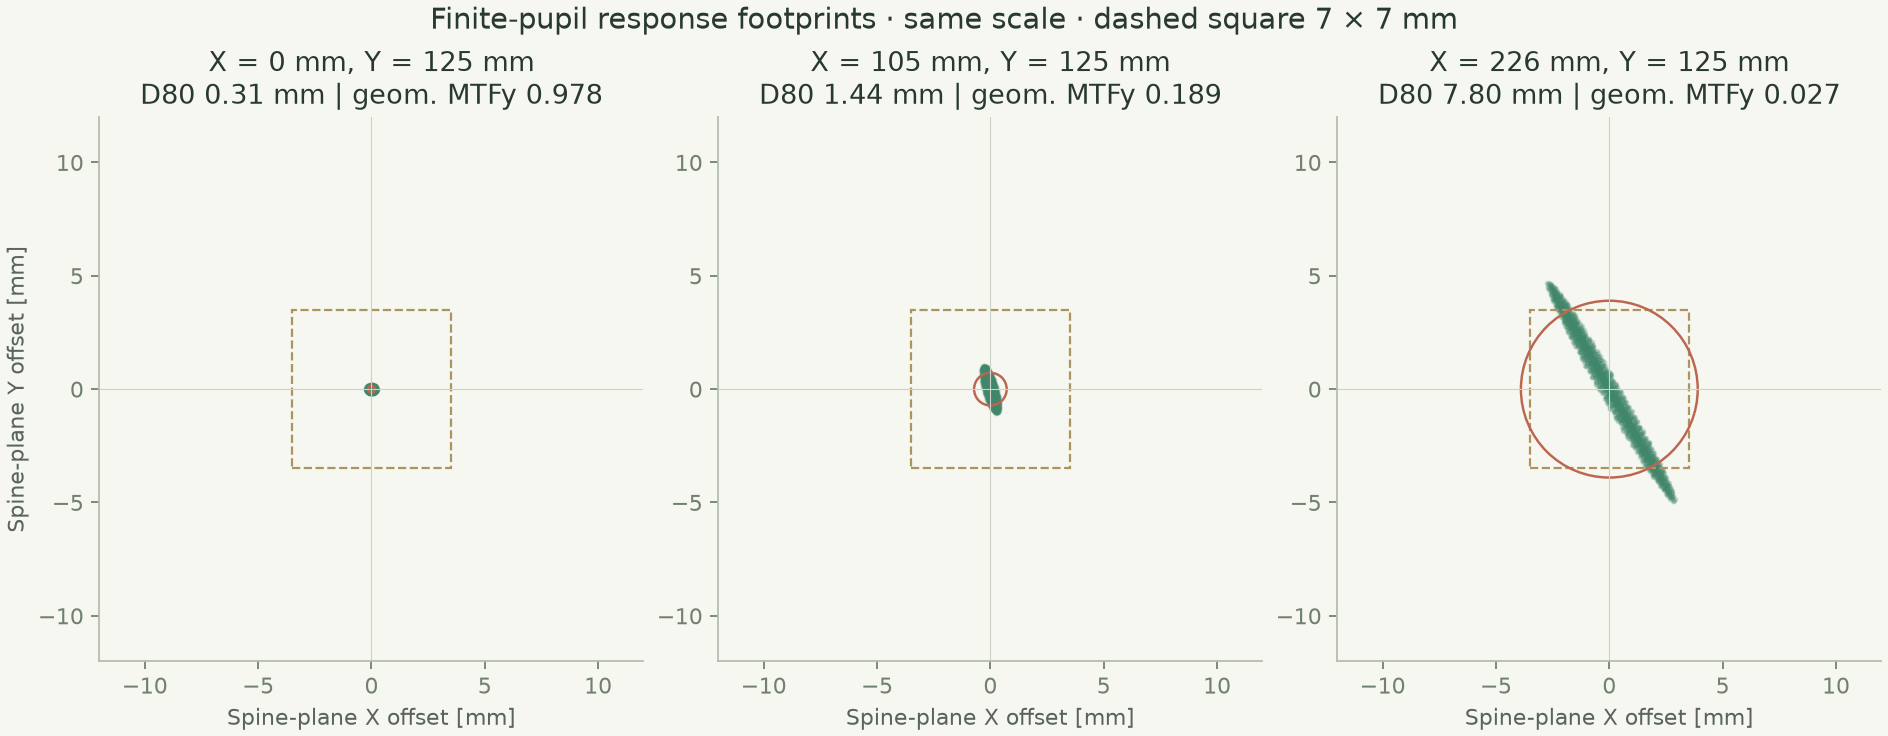 Finite-pupil response footprints · same scale · dashed square 7 × 7 mm
X = 0 mm, Y = 125 mm
D80 0.31 mm | geom. MTFy 0.978
X = 105 mm, Y = 125 mm
D80 1.44 mm | geom. MTFy 0.189
X = 226 mm, Y = 125 mm
D80 7.80 mm | geom. MTFy 0.027
Spine-plane Y offset [mm]
10
5
0
−5
−10
−10 −5 0 5 10
Spine-plane X offset [mm]
10
5
0
−5
−10
−10 −5 0 5 10
Spine-plane X offset [mm]
10
5
0
−5
−10
−10 −5 0 5 10
Spine-plane X offset [mm]